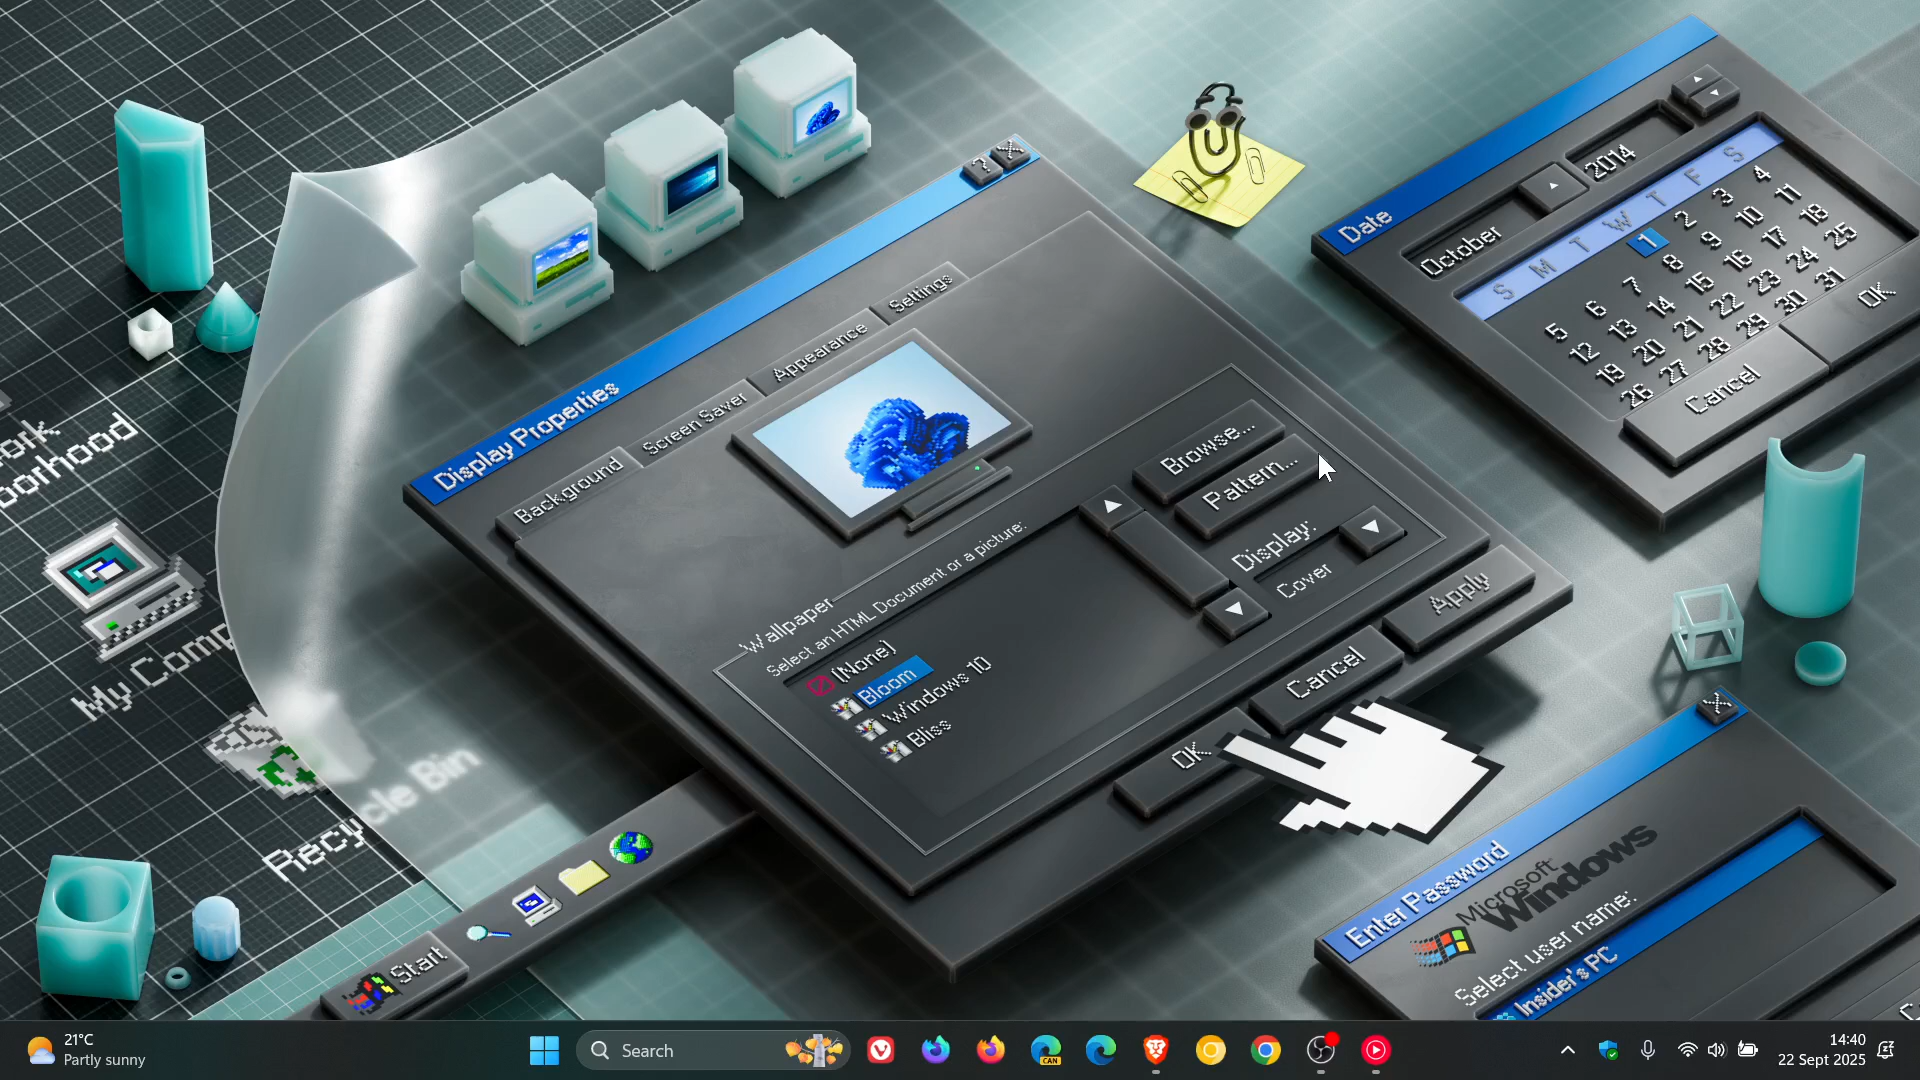 Date
October
2014
S M T W T F S
1 2 3 4
5 6 7 8 9 10 11
12 13 14 15 16 17 18
19 20 21 22 23 24 25
26 27 28 29 30 31
Cancel
OK
?
Display Properties
Background
Screen Saver
Appearance
Settings
Wallpaper
Select an HTML Document or a picture:
(None)
Bloom
Windows 10
Bliss
Browse...
Pattern...
Display:
Cover
OK
Cancel
Apply
My Comp
Recycle Bin
Start
Enter Password
Microsoft
Windows
Select user name:
Insider's PC
21°C
Partly sunny
Search
CAN
14:40
22 Sept 2025